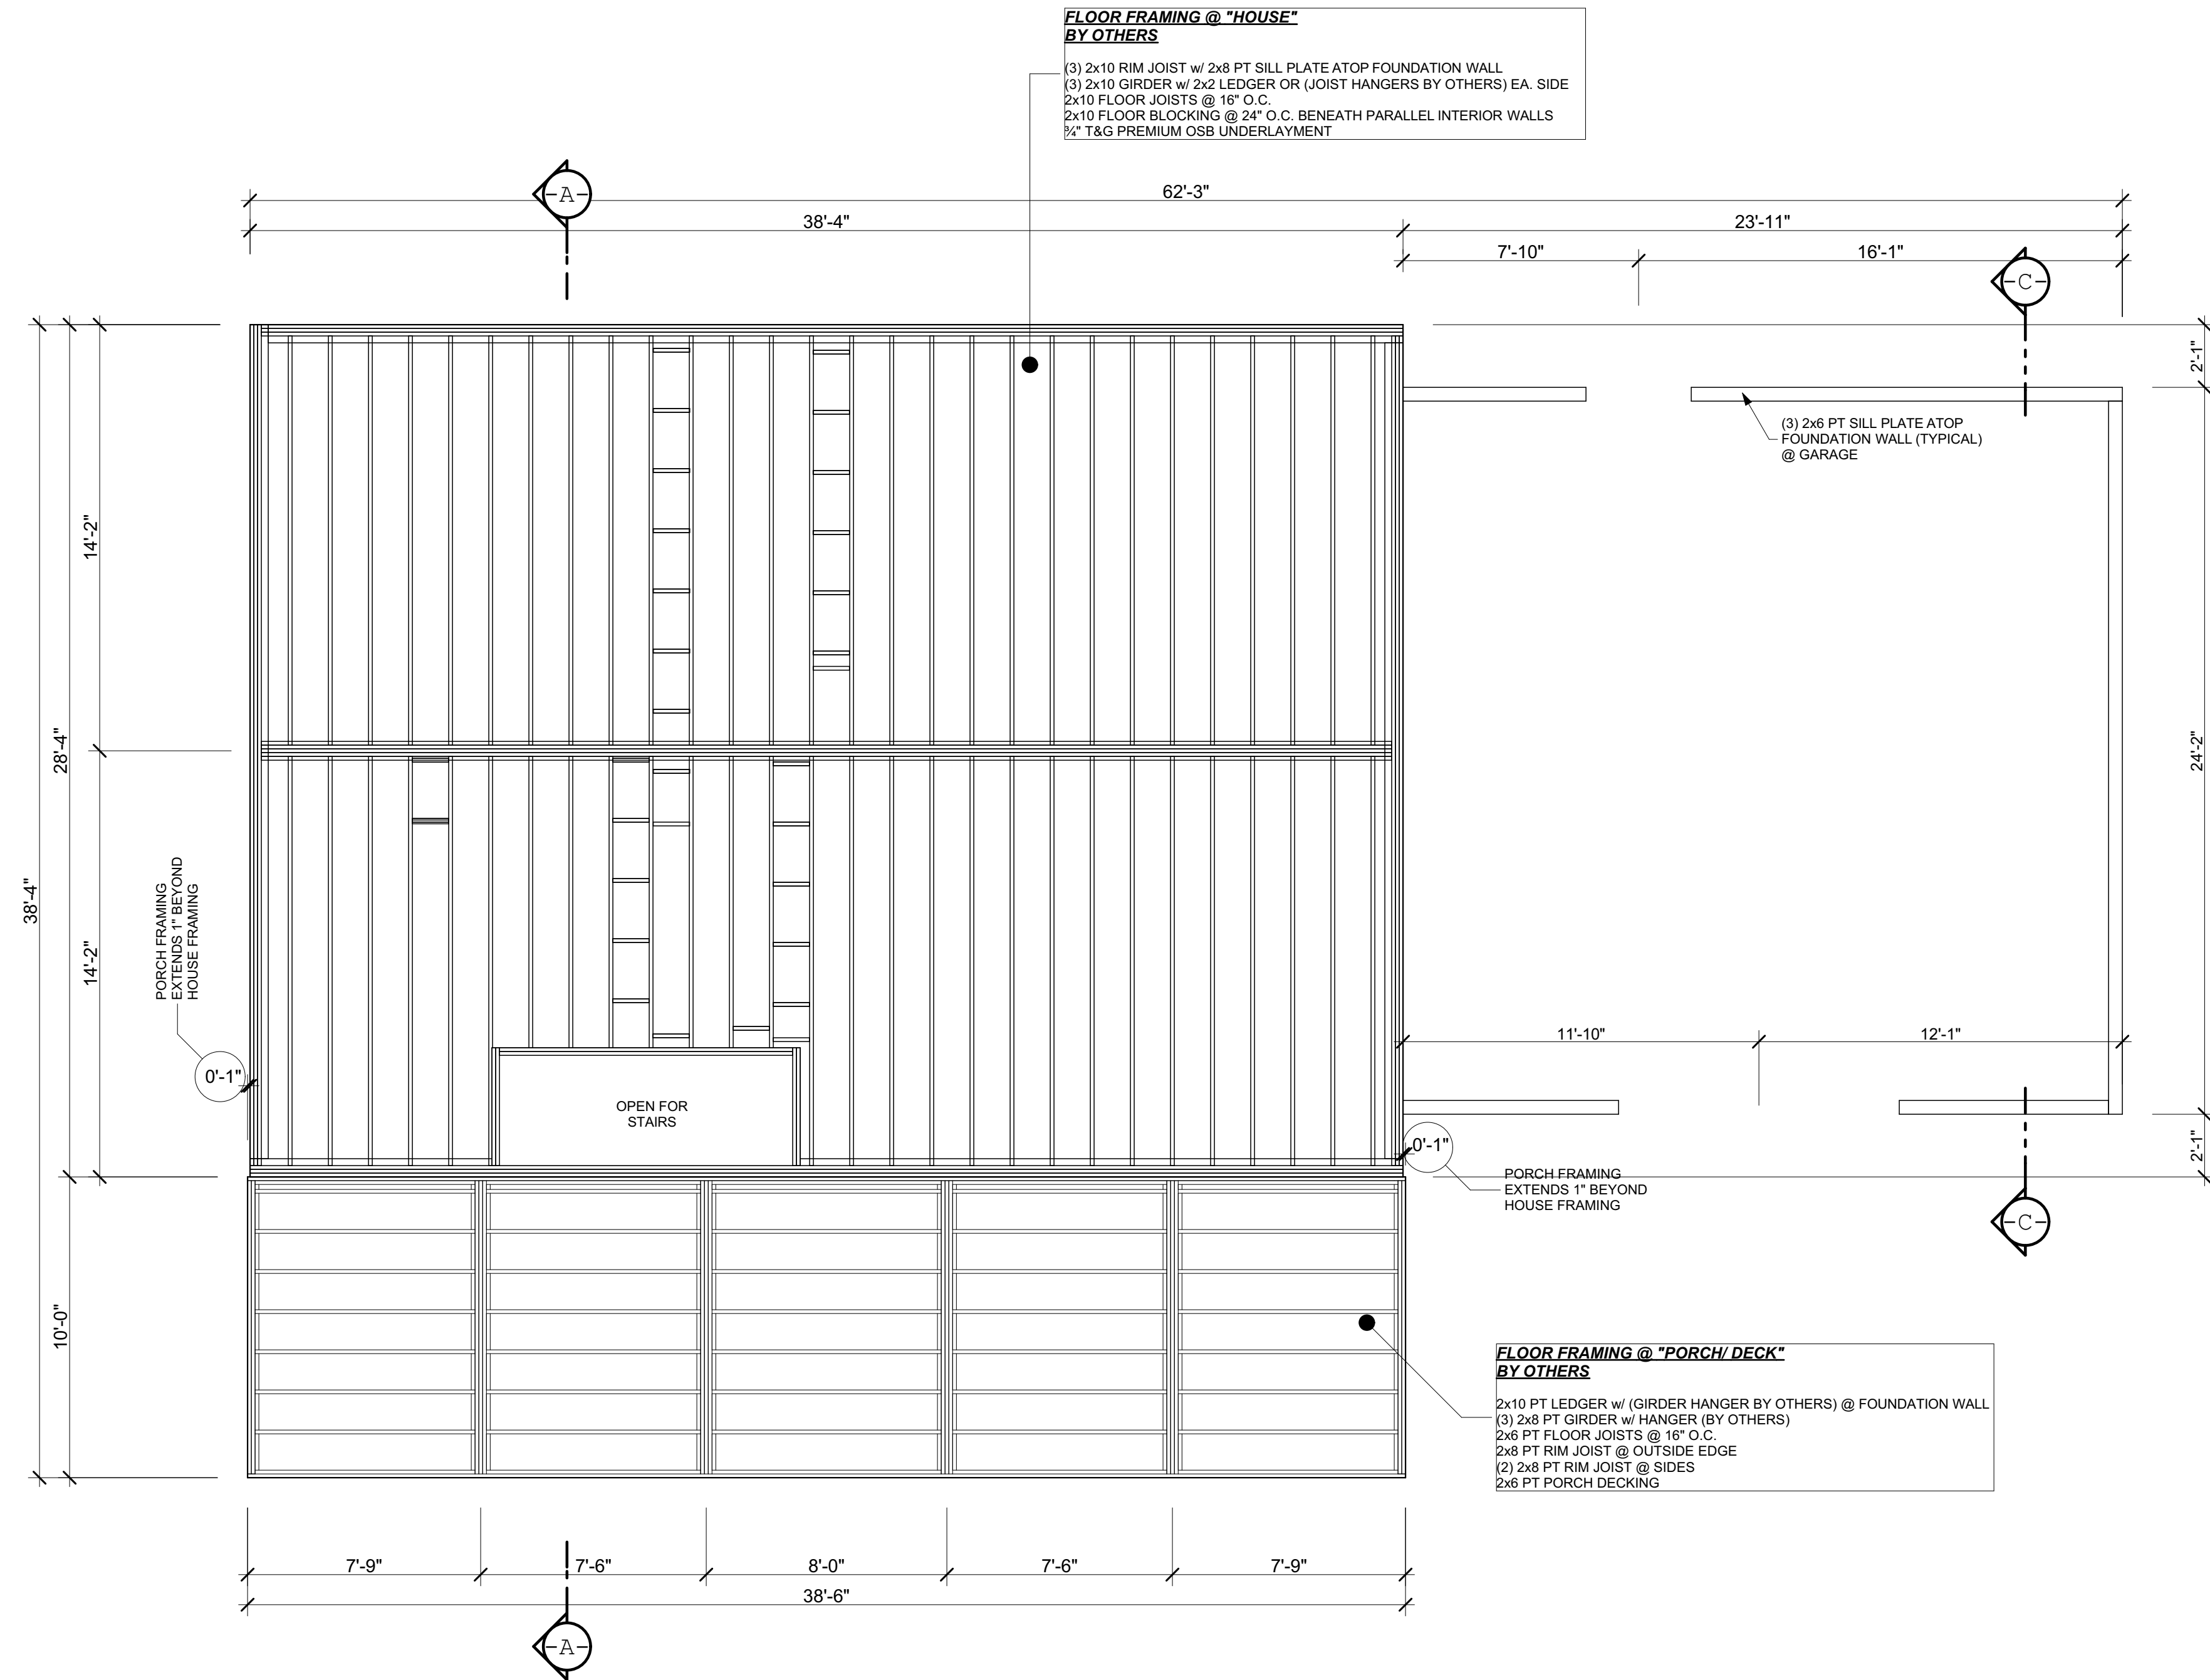 FLOOR FRAMING @ "HOUSE"
BY OTHERS
(3) 2x10 RIM JOIST w/ 2x8 PT SILL PLATE ATOP FOUNDATION WALL
(3) 2x10 GIRDER w/ 2x2 LEDGER OR (JOIST HANGERS BY OTHERS) EA. SIDE
2x10 FLOOR JOISTS @ 16" O.C.
2x10 FLOOR BLOCKING @ 24" O.C. BENEATH PARALLEL INTERIOR WALLS
¾" T&G PREMIUM OSB UNDERLAYMENT
A
62'-3"
38'-4"
23'-11"
7'-10"
16'-1"
C
2'-1"
(3) 2x6 PT SILL PLATE ATOP
FOUNDATION WALL (TYPICAL)
@ GARAGE
14'-2"
28'-4"
24'-2"
38'-4"
PORCH FRAMING
EXTENDS 1" BEYOND
HOUSE FRAMING
14'-2"
11'-10"
12'-1"
0'-1"
OPEN FOR
STAIRS
0'-1"
2'-1"
PORCH FRAMING
EXTENDS 1" BEYOND
HOUSE FRAMING
C
10'-0"
FLOOR FRAMING @ "PORCH/ DECK"
BY OTHERS
2x10 PT LEDGER w/ (GIRDER HANGER BY OTHERS) @ FOUNDATION WALL
(3) 2x8 PT GIRDER w/ HANGER (BY OTHERS)
2x6 PT FLOOR JOISTS @ 16" O.C.
2x8 PT RIM JOIST @ OUTSIDE EDGE
(2) 2x8 PT RIM JOIST @ SIDES
2x6 PT PORCH DECKING
7'-9"
7'-6"
8'-0"
7'-6"
7'-9"
38'-6"
A